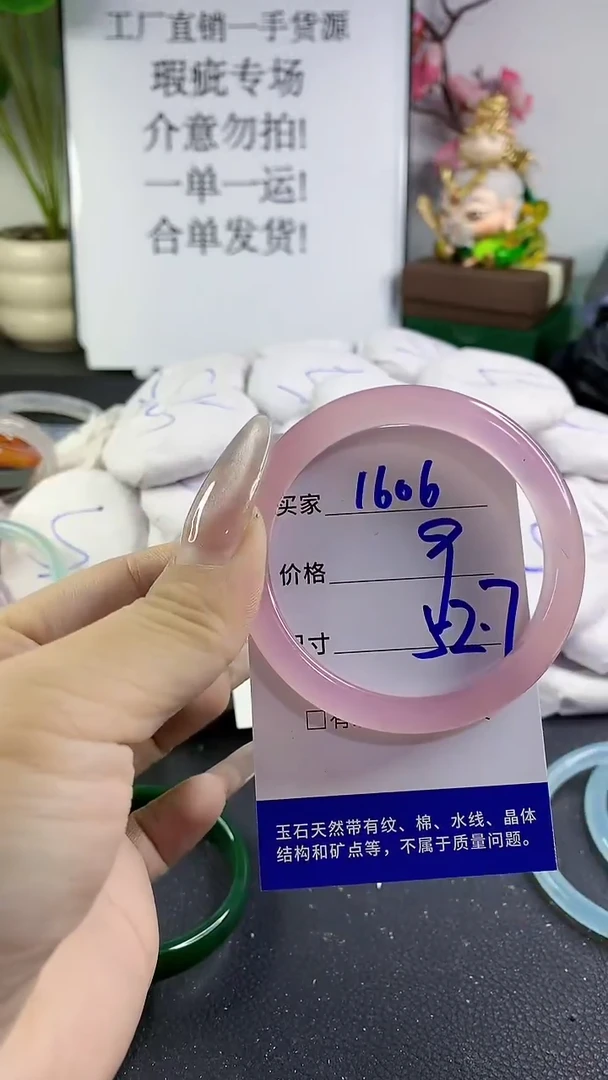 工厂直销一手货源
瑕疵专场
介意勿拍!
一单一运!
合单发货!
买家 1606
价格 9
寸 52.7
□有
玉石天然带有纹、棉、水线、晶体
结构和矿点等，不属于质量问题。